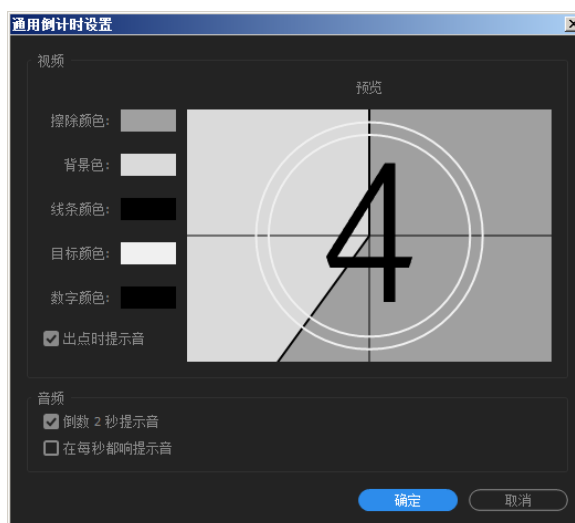 通用倒计时设置
视频
预览
擦除颜色:
背景色:
线条颜色:
目标颜色:
数字颜色:
4
出点时提示音
音频
倒数 2 秒提示音
在每秒都响提示音
确定
取消